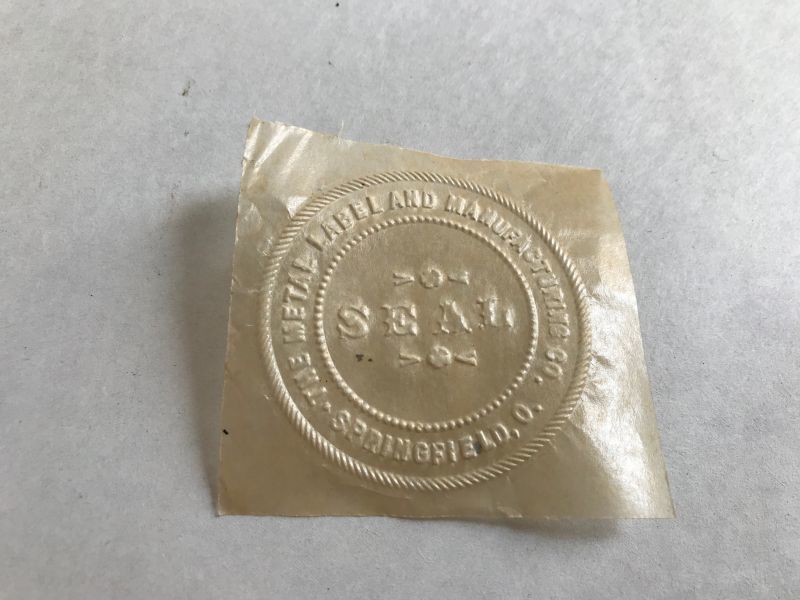 THE METAL LABEL AND MANUFACTURING CO.
SEAL
SPRINGFIELD, O.